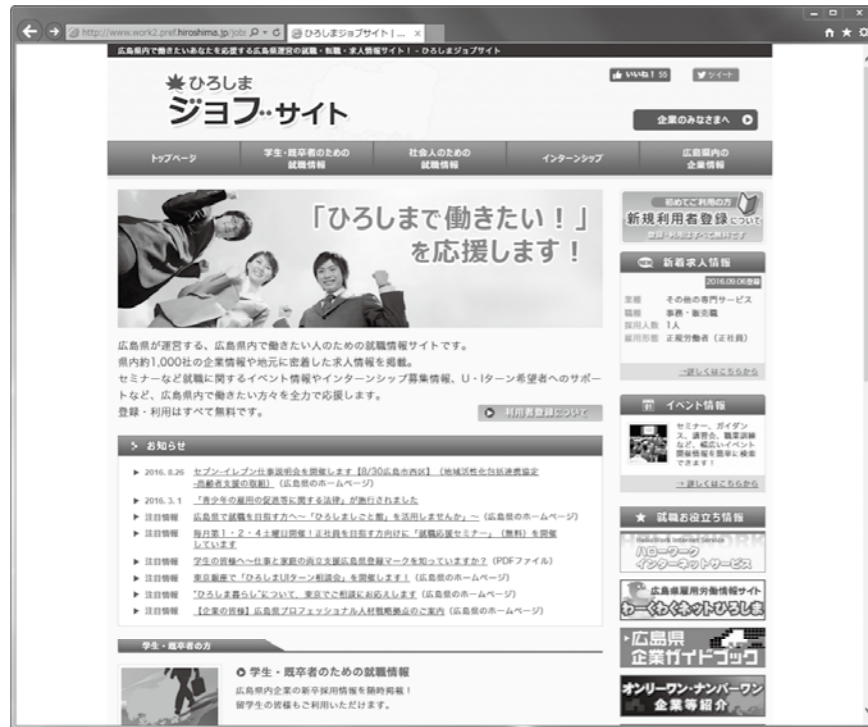 http://www.work2.pref.hiroshima.jp/jobs
ひろしまジョブサイト | ...
広島県内で働きたいあなたを応援する広島県運営の就職・転職・求人情報サイト！ - ひろしまジョブサイト
ひろしま
ジョブサイト
いいね！ 55
ツイート
企業のみなさまへ
トップページ
学生・既卒者のための
就職情報
社会人のための
就職情報
インターンシップ
広島県内の
企業情報
「ひろしまで働きたい！」
を応援します！
広島県が運営する、広島県内で働きたい人のための就職情報サイトです。
県内約1,000社の企業情報や地元に密着した求人情報を掲載。
セミナーなど就職に関するイベント情報やインターンシップ募集情報、U・Iターン希望者へのサポー
トなど、広島県内で働きたい方々を全力で応援します。
登録・利用はすべて無料です。
利用者登録について
お知らせ
2016. 8.26 セブン-イレブン仕事説明会を開催します【8/30広島市西区】（地域活性化包括連携協定
-高齢者支援の取組）（広島県のホームページ）
2016. 3. 1 「青少年の雇用の促進等に関する法律」が施行されました
注目情報 広島県で就職を目指す方へ～「ひろしましごと館」を活用しませんか」～（広島県のホームページ）
注目情報 毎月第1・2・4土曜日開催！正社員を目指す方向けに「就職応援セミナー」（無料）を開催
しています
注目情報 学生の皆様へ～仕事と家庭の両立支援広島県登録マークを知っていますか？（PDFファイル）
注目情報 東京銀座で「ひろしまUIターン相談会」を開催します！（広島県のホームページ）
注目情報 "ひろしま暮らし"について、東京でご相談にお応えします（広島県のホームページ）
注目情報 【企業の皆様】広島県プロフェッショナル人材戦略拠点のご案内（広島県のホームページ）
学生・既卒者の方
学生・既卒者のための就職情報
広島県内企業の新卒採用情報を随時掲載！
留学生の皆様もご利用いただけます。
初めてご利用の方
新規利用者登録について
登録・利用はすべて無料です
新着求人情報
2016.09.06登録
業種 その他の専門サービス
職種 事務・販売職
採用人数 1人
雇用形態 正規労働者（正社員）
→詳しくはこちらから
イベント情報
セミナー、ガイダン
ス、講習会、職業訓練
など、幅広いイベント
開催情報を簡単に検索
できます！
→詳しくはこちらから
就職お役立ち情報
HelloWork Internet Service
ハローワーク
インターネットサービス
広島県雇用労働情報サイト
わーくわくネットひろしま
広島県
企業ガイドブック
オンリーワン・ナンバーワン
企業等紹介